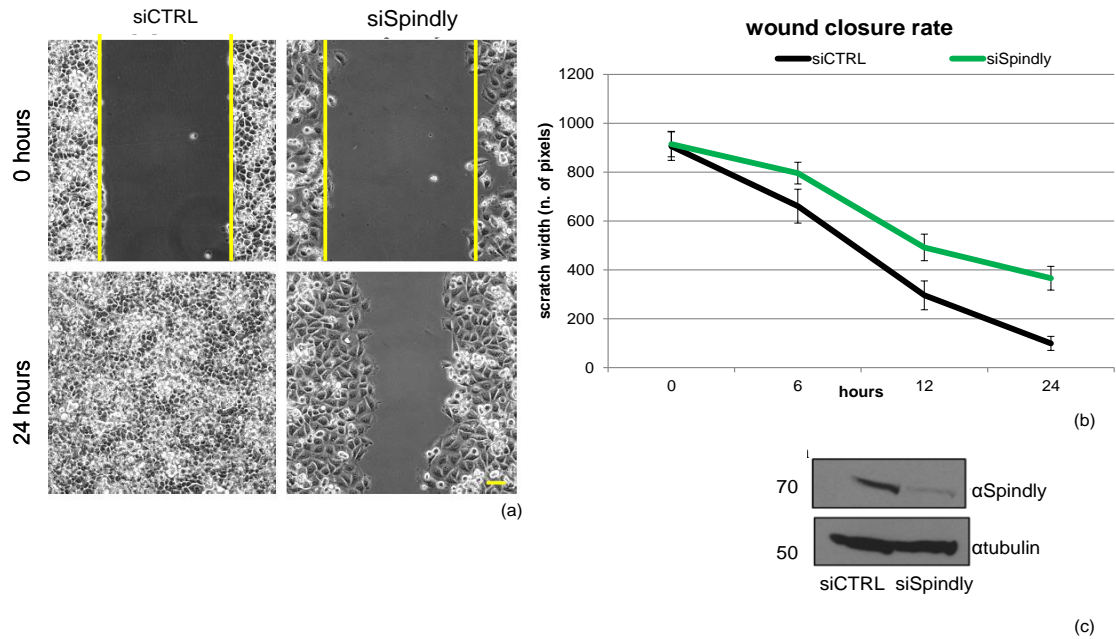 siCTRL
siSpindly
0 hours
24 hours
(a)
wound closure rate
siCTRL
siSpindly
scratch width (n. of pixels)
1200
1000
800
600
400
200
0
0
6
12
24
hours
(b)
70
αSpindly
50
αtubulin
siCTRL siSpindly
(c)